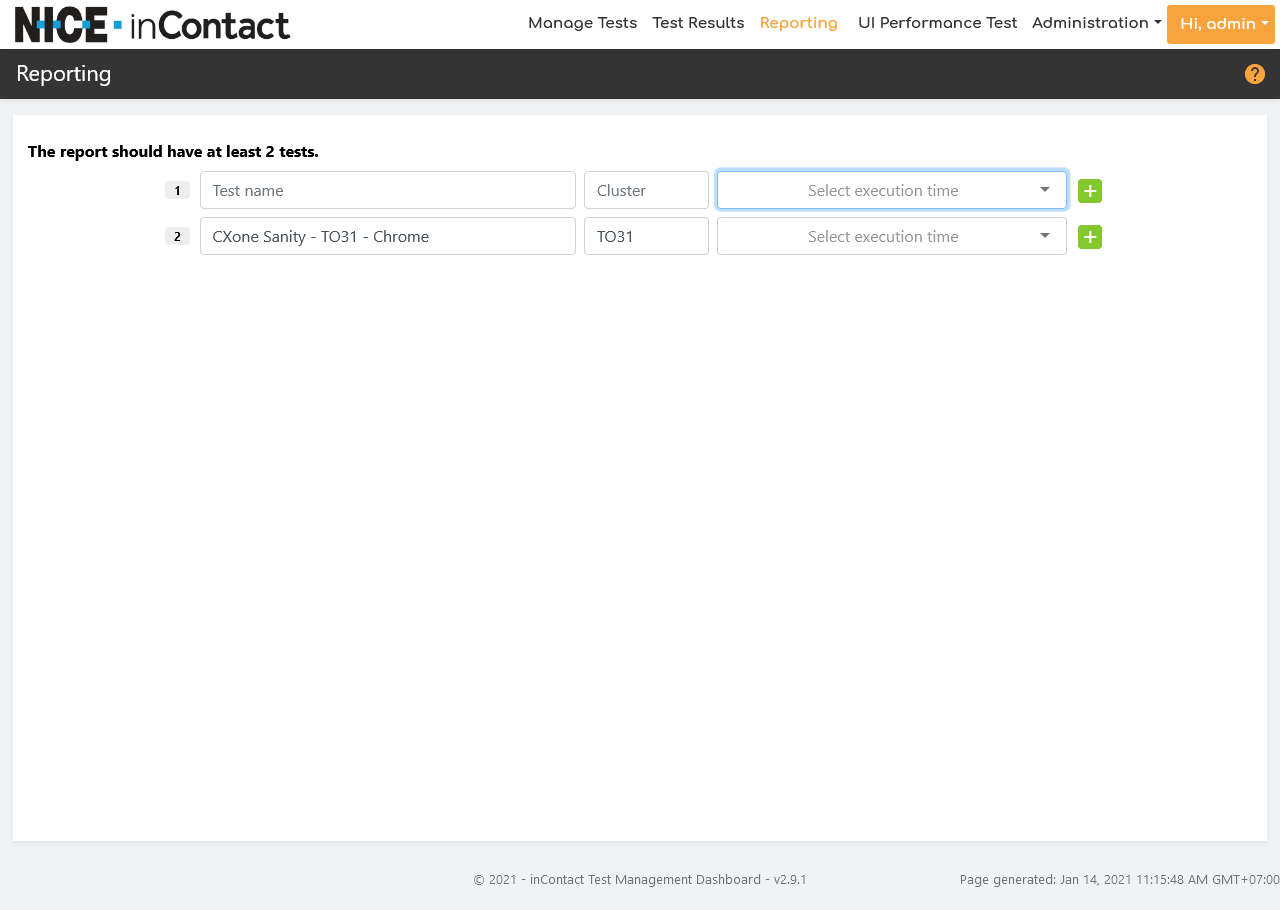 NICE inContact
Manage Tests Test Results Reporting UI Performance Test Administration Hi, admin
Reporting
?
The report should have at least 2 tests.
1 Test name Cluster Select execution time +
2 CXone Sanity - TO31 - Chrome TO31 Select execution time +
© 2021 - inContact Test Management Dashboard - v2.9.1 Page generated: Jan 14, 2021 11:15:48 AM GMT+07:00